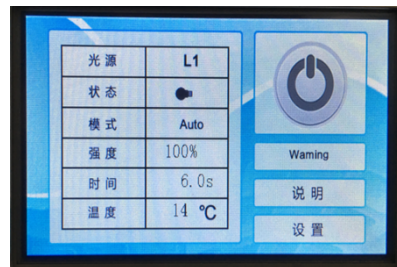 光源 L1
状态
模式 Auto
强度 100%
时间 6.0s
温度 14 ℃
Warning
说明
设置